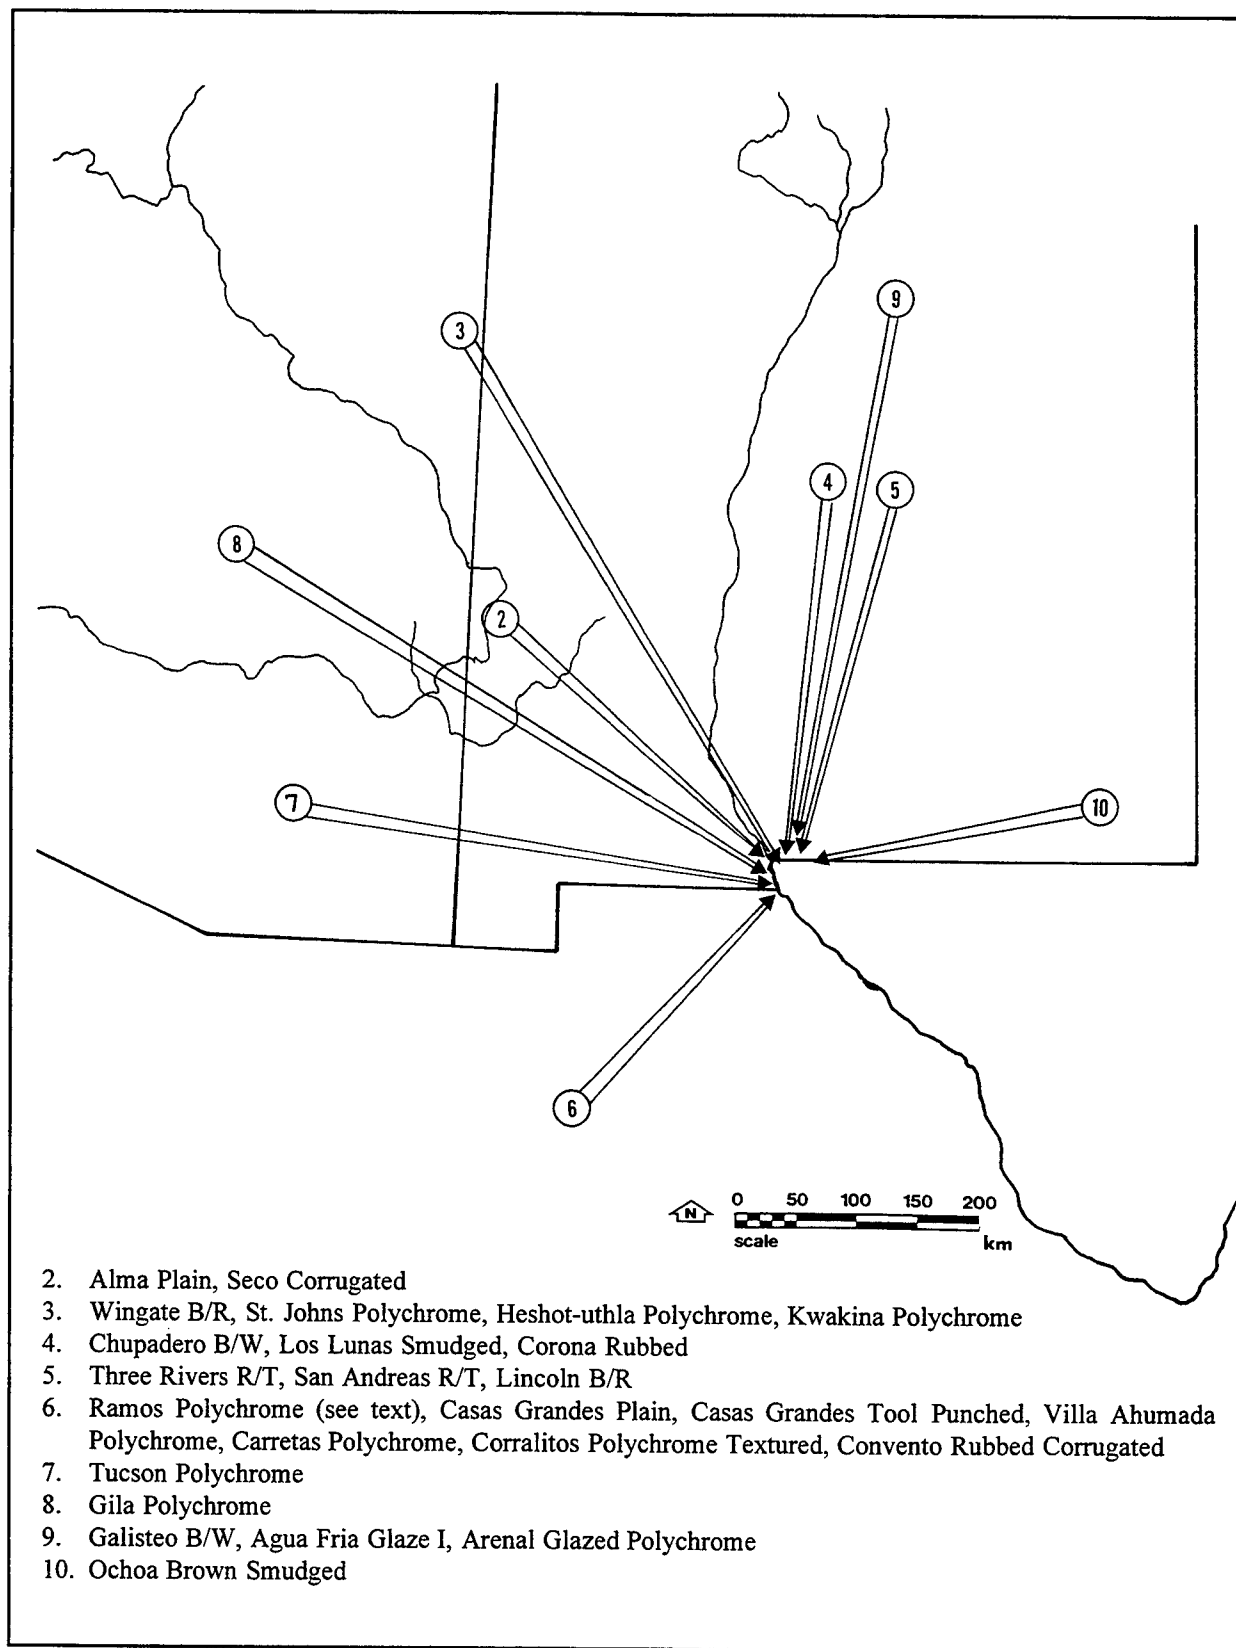 9
3
4
5
8
2
7
10
6
N
0 50 100 150 200
scale
km
2. Alma Plain, Seco Corrugated
3. Wingate B/R, St. Johns Polychrome, Heshot-uthla Polychrome, Kwakina Polychrome
4. Chupadero B/W, Los Lunas Smudged, Corona Rubbed
5. Three Rivers R/T, San Andreas R/T, Lincoln B/R
6. Ramos Polychrome (see text), Casas Grandes Plain, Casas Grandes Tool Punched, Villa Ahumada
Polychrome, Carretas Polychrome, Corralitos Polychrome Textured, Convento Rubbed Corrugated
7. Tucson Polychrome
8. Gila Polychrome
9. Galisteo B/W, Agua Fria Glaze I, Arenal Glazed Polychrome
10. Ochoa Brown Smudged